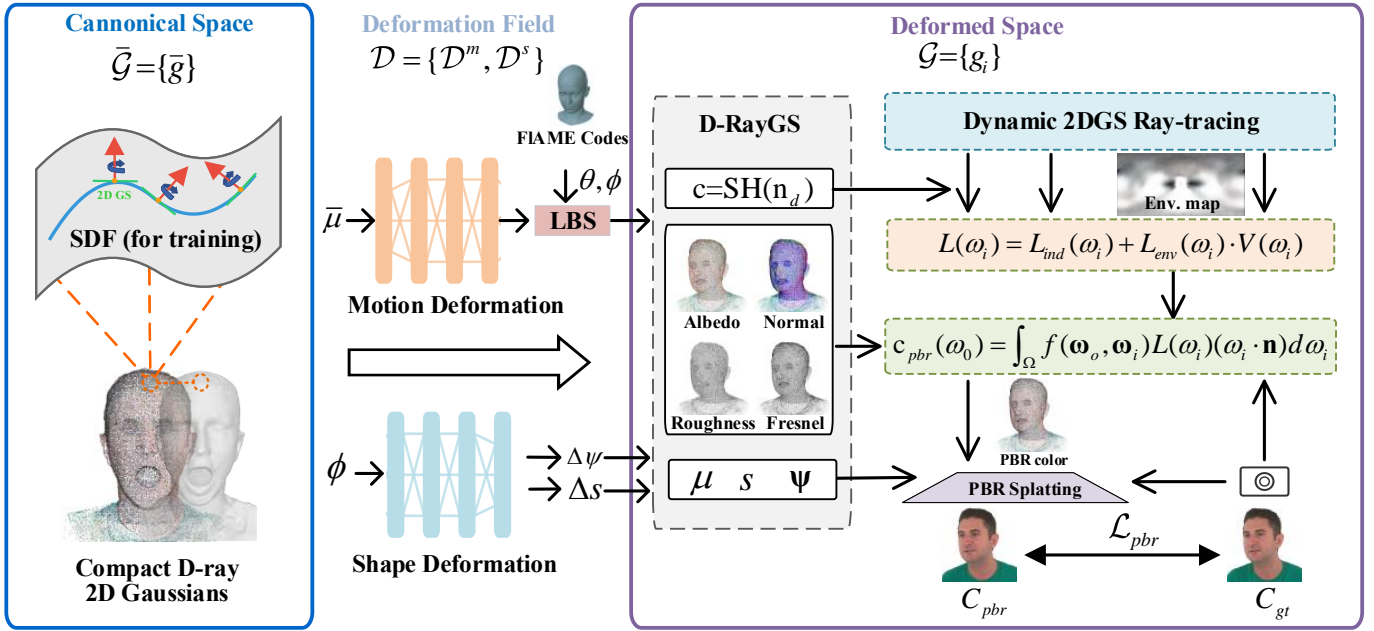 Cannonical Space
𝒢̄={ḡ}
2D GS
SDF (for training)
Compact D-ray
2D Gaussians
Deformation Field
𝒟 = {𝒟ᵐ, 𝒟ˢ}
FlAME Codes
θ, ϕ
μ̄
LBS
Motion Deformation
ϕ
Δψ
Δs
Shape Deformation
Deformed Space
𝒢={g_i}
D-RayGS
c=SH(n_d)
Albedo
Normal
Roughness
Fresnel
μ s ψ
Dynamic 2DGS Ray-tracing
Env. map
L(ω_i) = L_ind(ω_i) + L_env(ω_i)·V(ω_i)
c_pbr(ω_0) = ∫_Ω f(ω_o, ω_i)L(ω_i)(ω_i · n)dω_i
PBR color
PBR Splatting
ℒ_pbr
C_pbr
C_gt